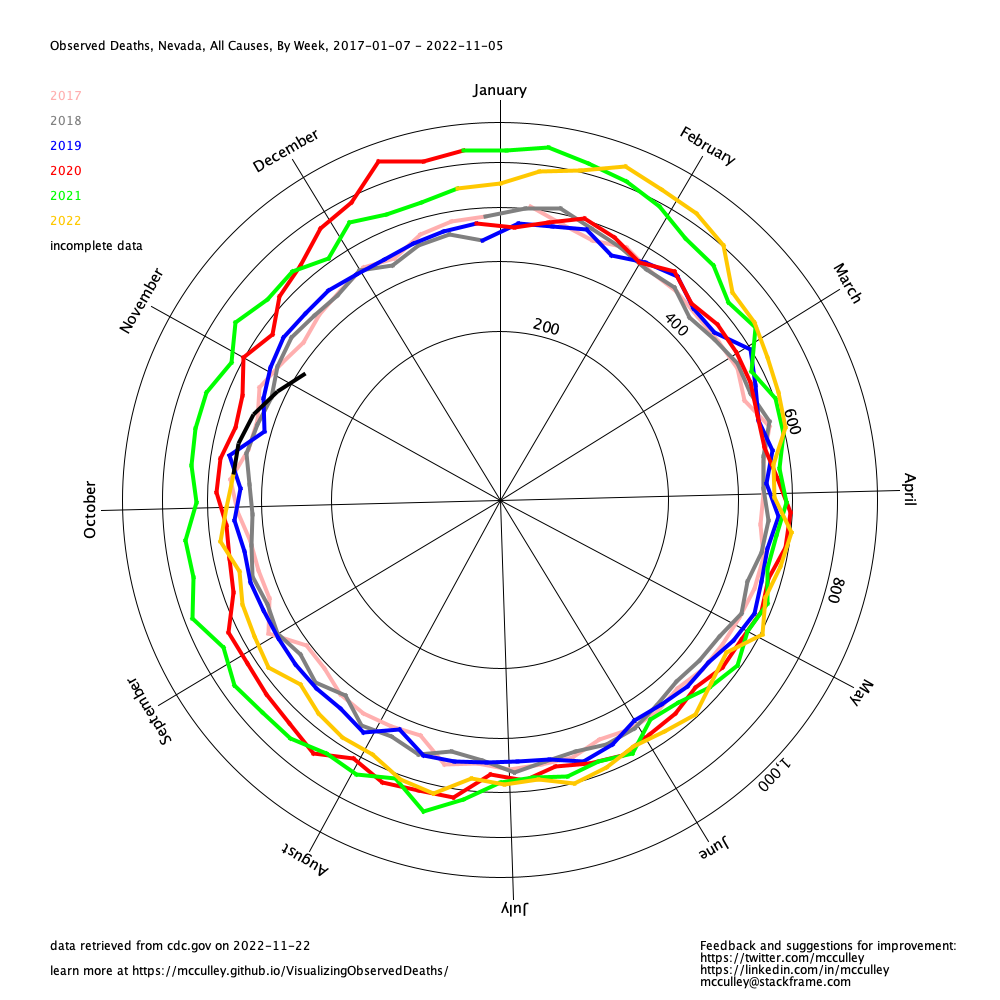 Observed Deaths, Nevada, All Causes, By Week, 2017-01-07 - 2022-11-05
January
2017
2018
2019
2020
2021
2022
incomplete data
December
February
November
March
200
400
600
October
April
800
September
May
1,000
August
June
July
data retrieved from cdc.gov on 2022-11-22
learn more at https://mcculley.github.io/VisualizingObservedDeaths/
Feedback and suggestions for improvement:
https://twitter.com/mcculley
https://linkedin.com/in/mcculley
mcculley@stackframe.com